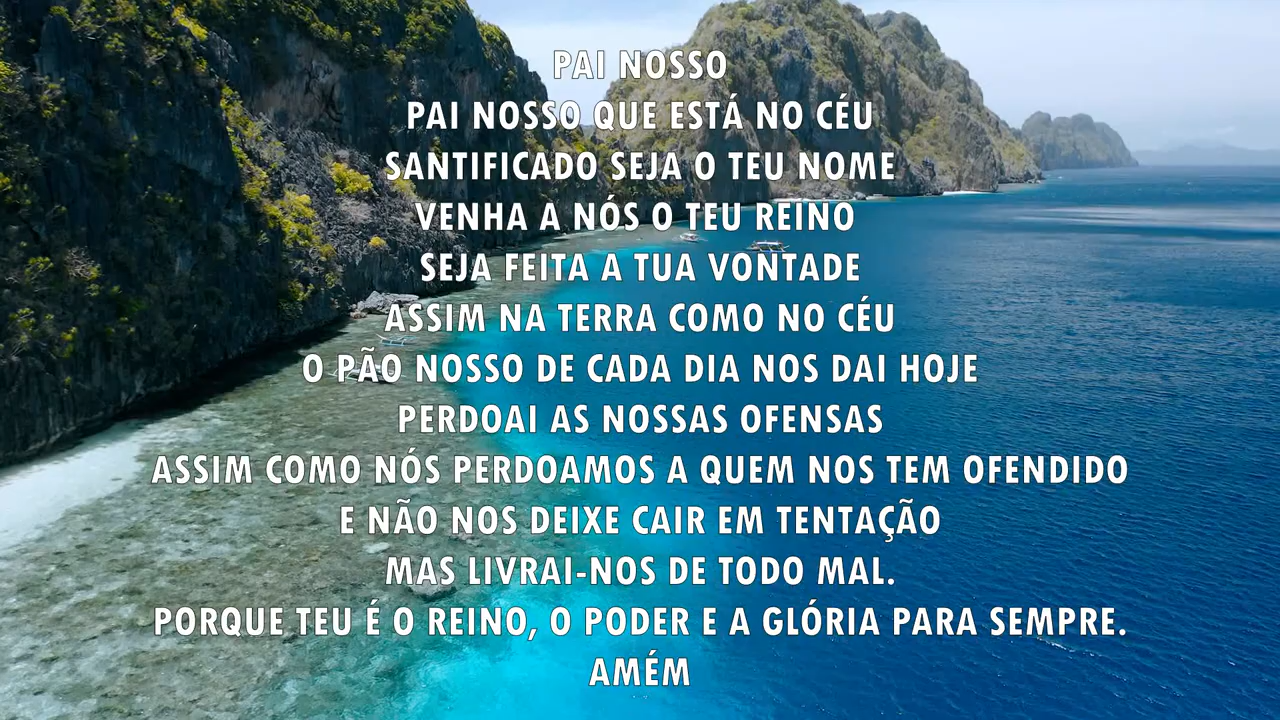 PAI NOSSO
PAI NOSSO QUE ESTÁ NO CÉU
SANTIFICADO SEJA O TEU NOME
VENHA A NÓS O TEU REINO
SEJA FEITA A TUA VONTADE
ASSIM NA TERRA COMO NO CÉU
O PÃO NOSSO DE CADA DIA NOS DAI HOJE
PERDOAI AS NOSSAS OFENSAS
ASSIM COMO NÓS PERDOAMOS A QUEM NOS TEM OFENDIDO
E NÃO NOS DEIXE CAIR EM TENTAÇÃO
MAS LIVRAI-NOS DE TODO MAL.
PORQUE TEU É O REINO, O PODER E A GLÓRIA PARA SEMPRE.
AMÉM